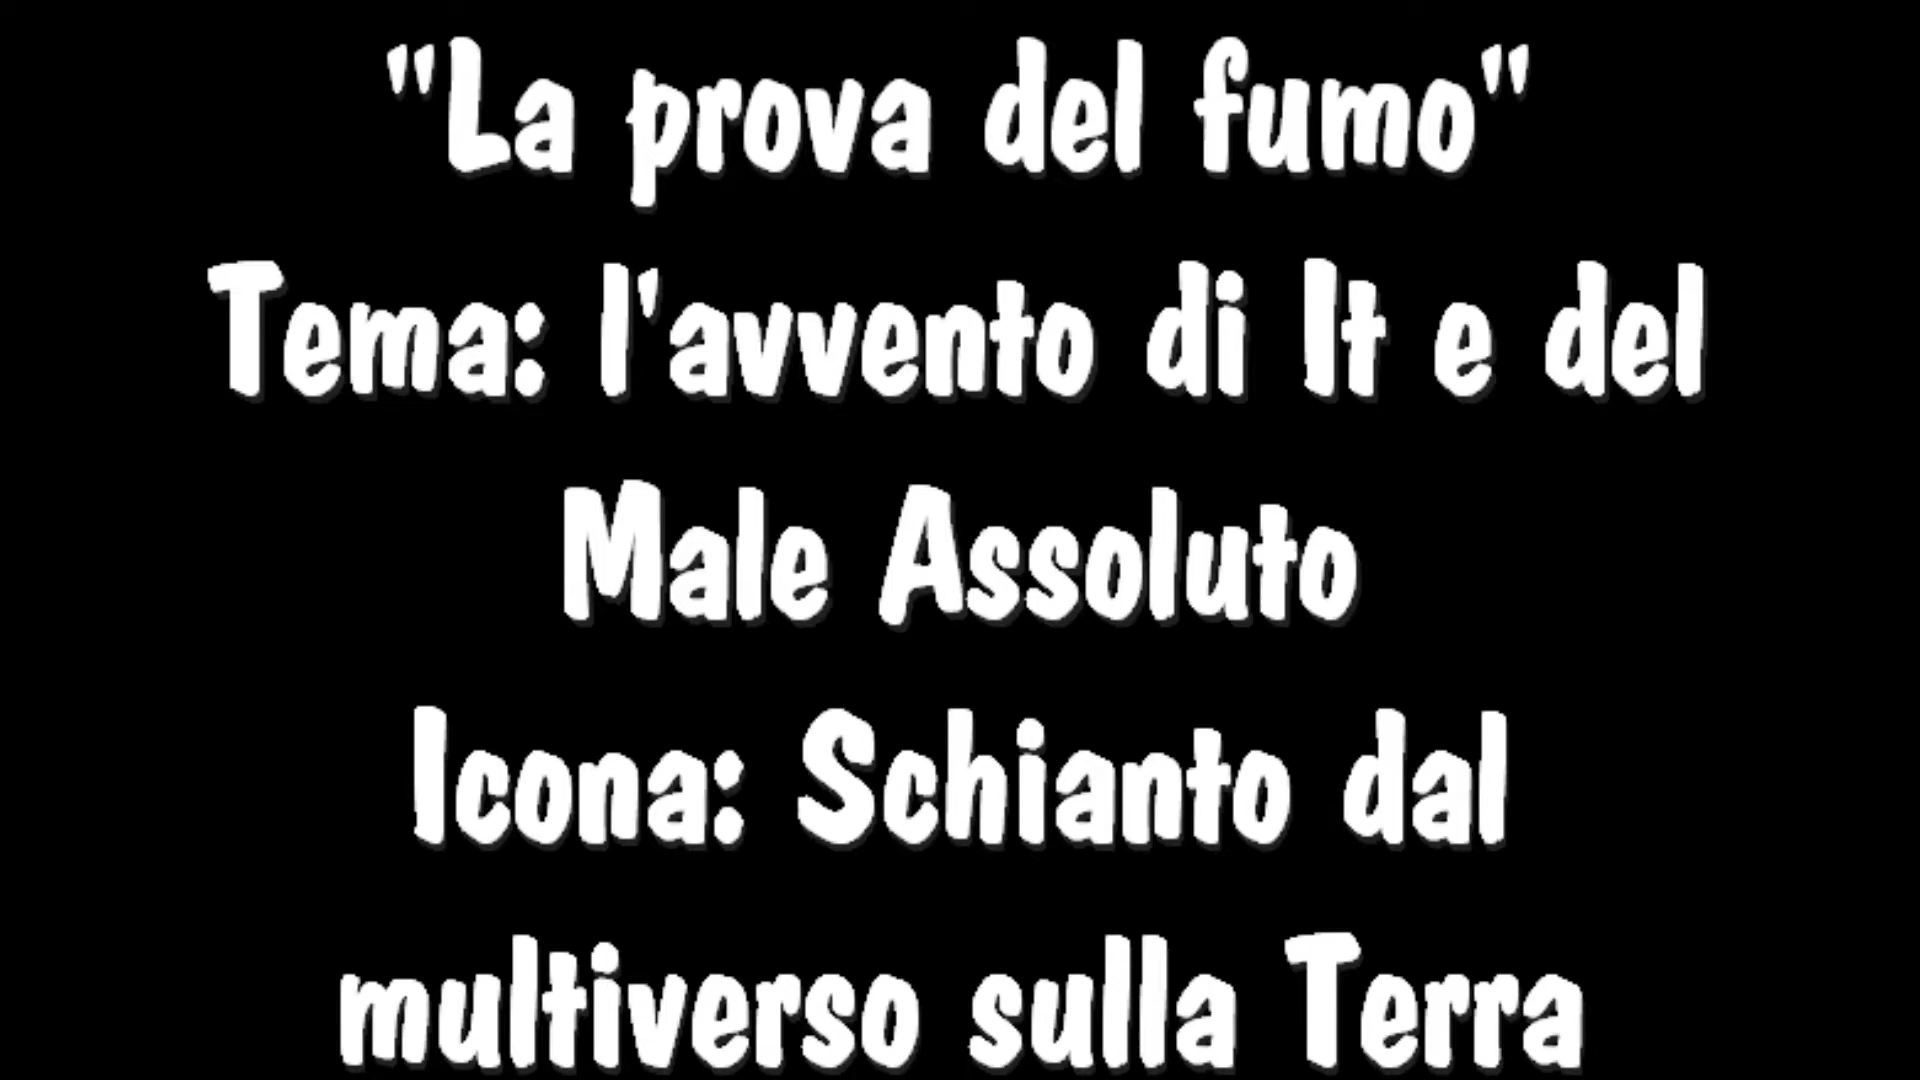 "La prova del fumo"
Tema: l'avvento di It e del
Male Assoluto
Icona: Schianto dal
multiverso sulla Terra